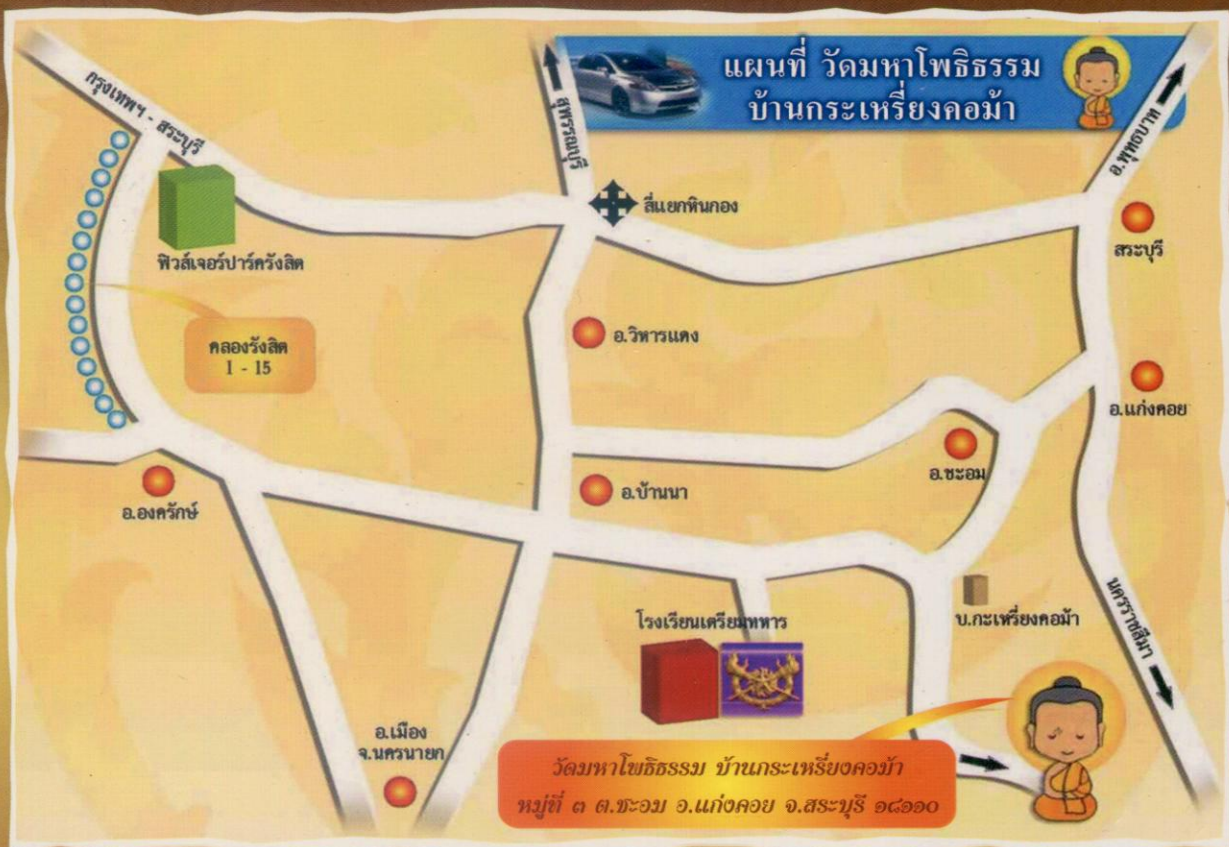 แผนที่ วัดมหาโพธิธรรม
บ้านกระเหรี่ยงคอม้า
กรุงเทพฯ - สระบุรี
สุพรรณบุรี
อ.พุทธบาท
สี่แยกหินกอง
สระบุรี
ฟิวส์เจอร์ปาร์ครังสิต
คลองรังสิต
1 - 15
อ.วิหารแดง
อ.แก่งคอย
อ.ชะอม
อ.บ้านนา
อ.องครักษ์
นครราชสีมา
บ.กะเหรี่ยงคอม้า
โรงเรียนเตรียมทหาร
อ.เมือง
จ.นครนายก
วัดมหาโพธิธรรม บ้านกระเหรี่ยงคอม้า
หมู่ที่ ๓ ต.ชะอม อ.แก่งคอย จ.สระบุรี ๑๘๑๑๐